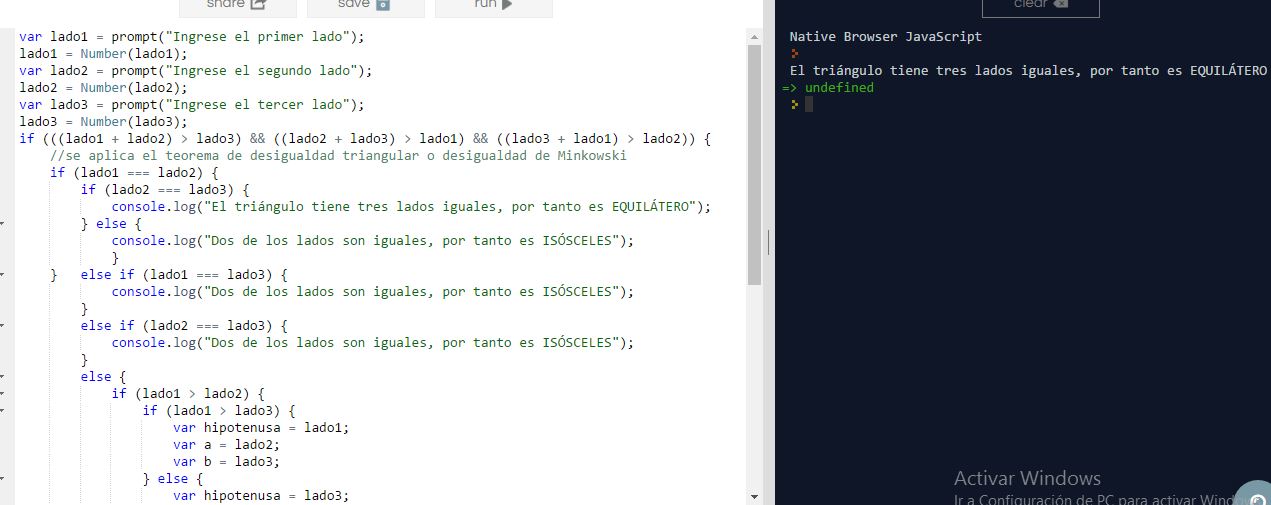 share save run clear
var lado1 = prompt("Ingrese el primer lado");
lado1 = Number(lado1);
var lado2 = prompt("Ingrese el segundo lado");
lado2 = Number(lado2);
var lado3 = prompt("Ingrese el tercer lado");
lado3 = Number(lado3);
if (((lado1 + lado2) > lado3) && ((lado2 + lado3) > lado1) && ((lado3 + lado1) > lado2)) {
    //se aplica el teorema de desigualdad triangular o desigualdad de Minkowski
    if (lado1 === lado2) {
        if (lado2 === lado3) {
            console.log("El triángulo tiene tres lados iguales, por tanto es EQUILÁTERO");
        } else {
            console.log("Dos de los lados son iguales, por tanto es ISÓSCELES");
            }
    }   else if (lado1 === lado3) {
            console.log("Dos de los lados son iguales, por tanto es ISÓSCELES");
        }
        else if (lado2 === lado3) {
            console.log("Dos de los lados son iguales, por tanto es ISÓSCELES");
        }
        else {
            if (lado1 > lado2) {
                if (lado1 > lado3) {
                    var hipotenusa = lado1;
                    var a = lado2;
                    var b = lado3;
                } else {
                    var hipotenusa = lado3;
Native Browser JavaScript
>
El triángulo tiene tres lados iguales, por tanto es EQUILÁTERO
=> undefined
>
Activar Windows
Ir a Configuración de PC para activar